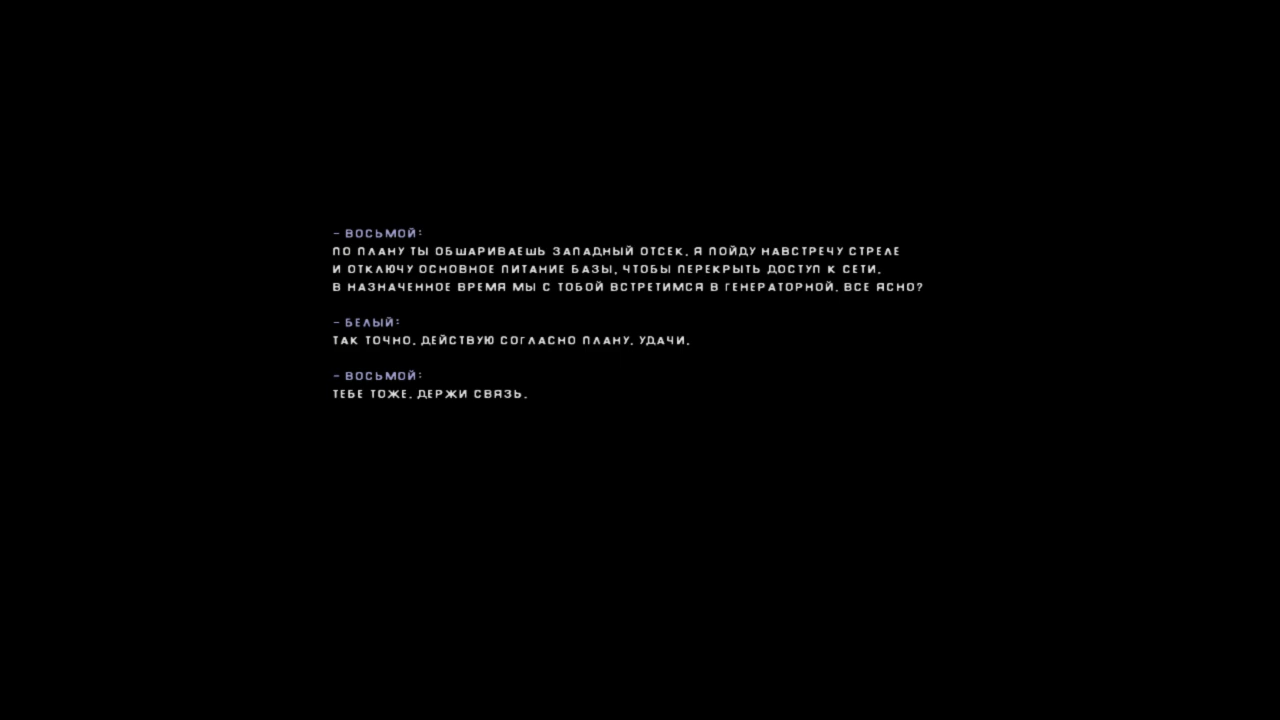 - ВОСЬМОЙ:
ПО ПЛАНУ ТЫ ОБШАРИВАЕШЬ ЗАПАДНЫЙ ОТСЕК. Я ПОЙДУ НАВСТРЕЧУ СТРЕЛЕ
И ОТКЛЮЧУ ОСНОВНОЕ ПИТАНИЕ БАЗЫ, ЧТОБЫ ПЕРЕКРЫТЬ ДОСТУП К СЕТИ.
В НАЗНАЧЕННОЕ ВРЕМЯ МЫ С ТОБОЙ ВСТРЕТИМСЯ В ГЕНЕРАТОРНОЙ. ВСЕ ЯСНО?
- БЕЛЫЙ:
ТАК ТОЧНО. ДЕЙСТВУЮ СОГЛАСНО ПЛАНУ. УДАЧИ.
- ВОСЬМОЙ:
ТЕБЕ ТОЖЕ. ДЕРЖИ СВЯЗЬ.